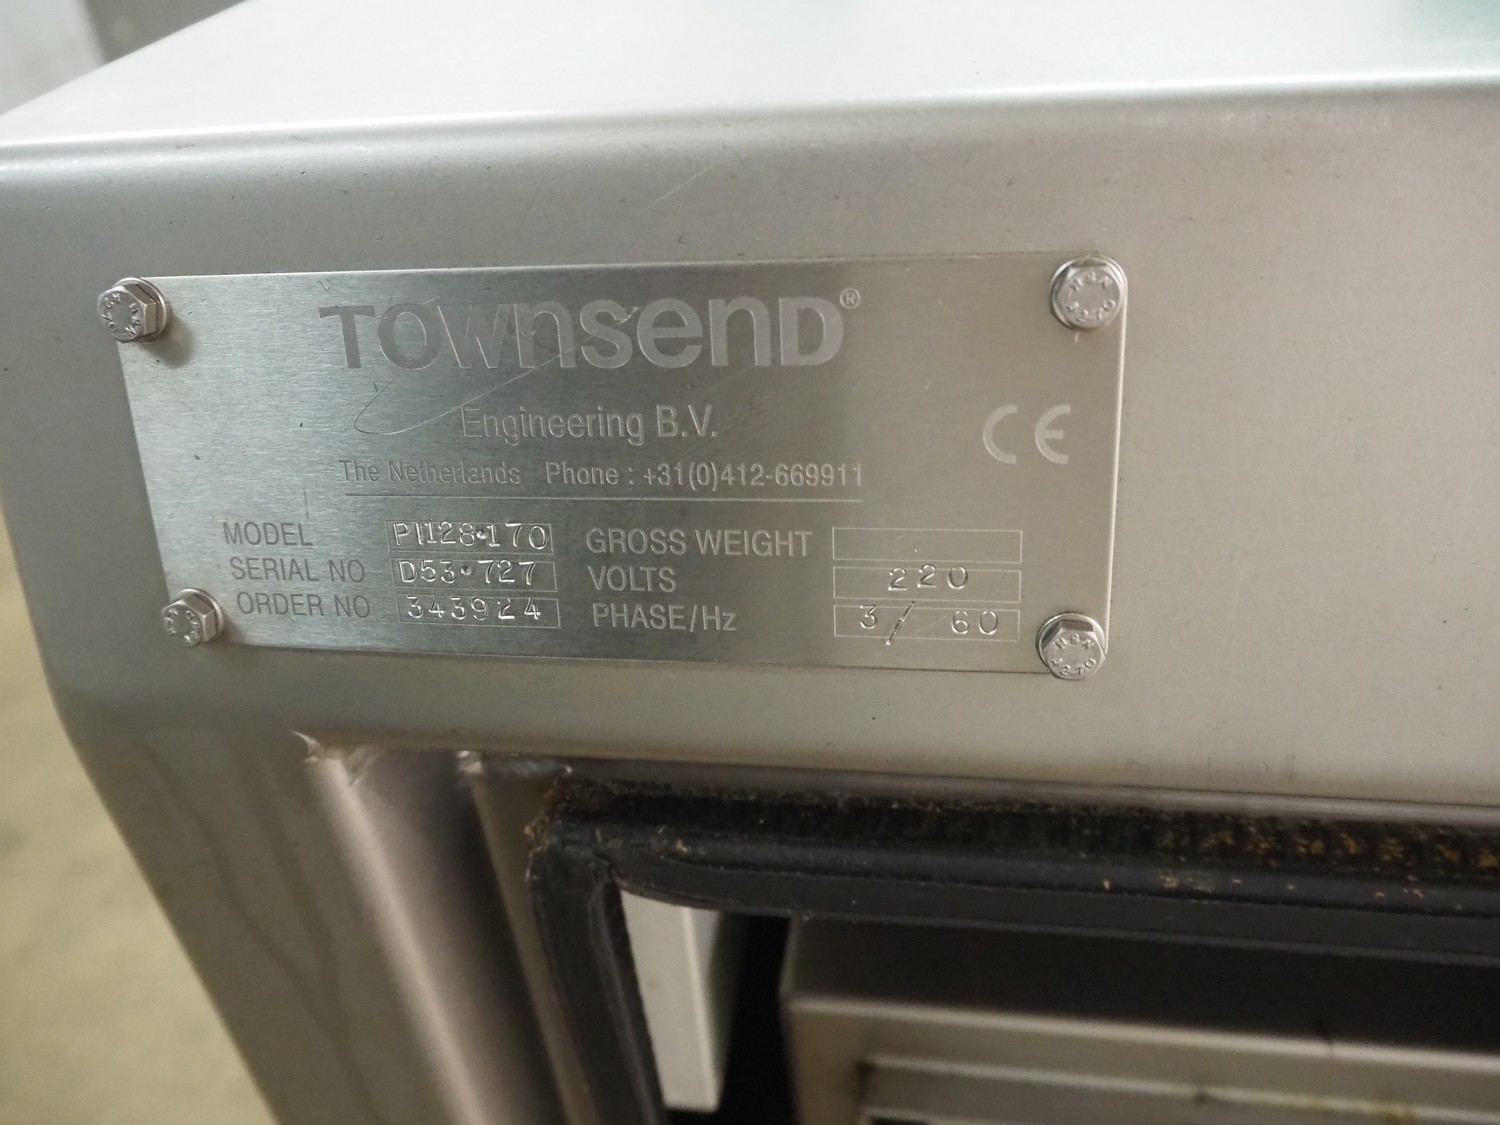 TOWNSEND®
Engineering B.V.
The Netherlands Phone : +31(0)412-669911
CE
MODEL PI128·170 GROSS WEIGHT
SERIAL NO D53·727 VOLTS 220
ORDER NO 343924 PHASE/Hz 3/ 60